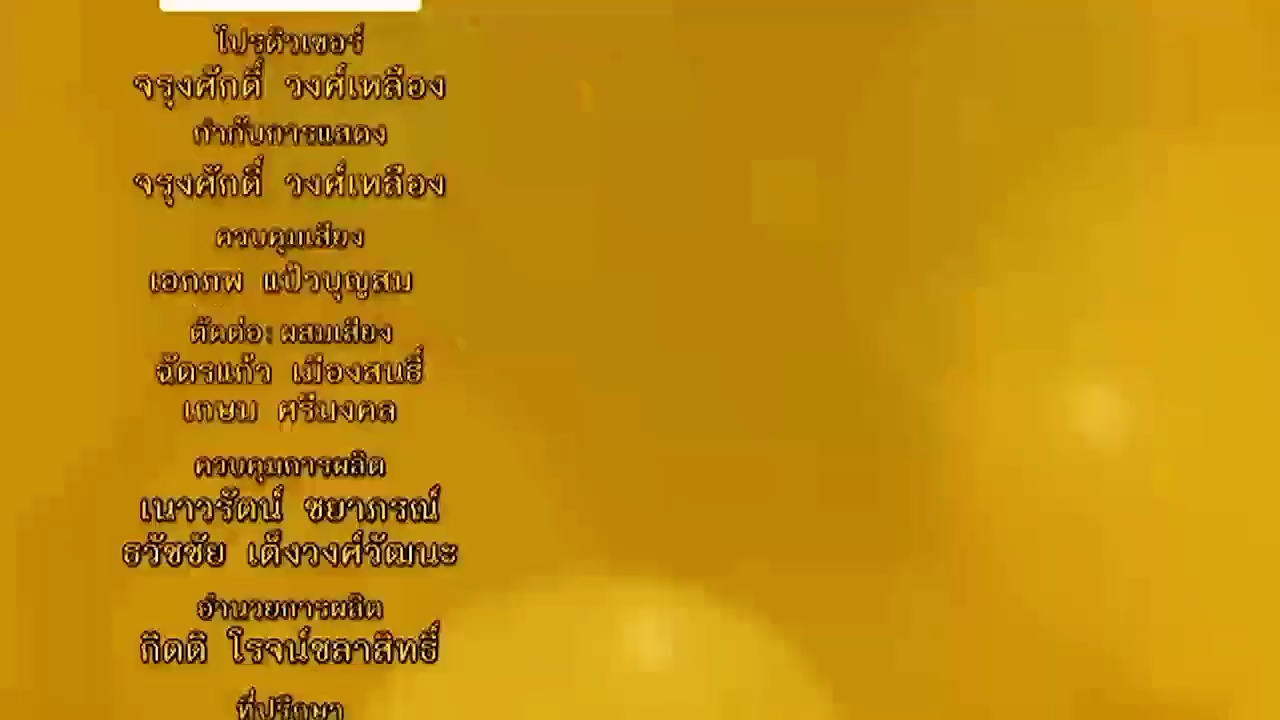 โปรดิวเซอร์
จรุงศักดิ์ วงศ์เหลือง
กำกับการแสดง
จรุงศักดิ์ วงศ์เหลือง
ควบคุมเสียง
เอกภพ แป้วบุญสม
ตัดต่อ: ผสมเสียง
ฉัตรแก้ว เมืองสนธิ์
เกษม ศรีมงคล
ควบคุมการผลิต
เนาวรัตน์ ชยาภรณ์
ธวัชชัย เด็งวงศ์วัฒนะ
อำนวยการผลิต
กิตติ โรจน์ชลาสิทธิ์
ที่ปรึกษา